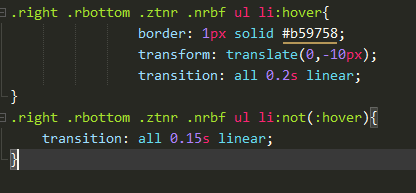 .right .rbottom .ztnr .nrbf ul li:hover{
border: 1px solid #b59758;
transform: translate(0,-10px);
transition: all 0.2s linear;
}
.right .rbottom .ztnr .nrbf ul li:not(:hover){
transition: all 0.15s linear;
}